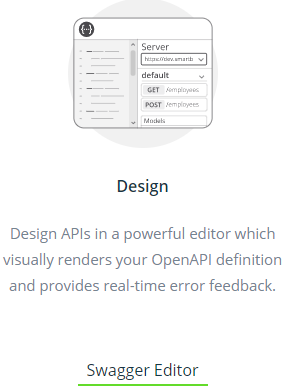 {···}
Server
https://dev.smartb
default
GET /employees
POST /employees
Models
Design
Design APIs in a powerful editor which
visually renders your OpenAPI definition
and provides real-time error feedback.
Swagger Editor